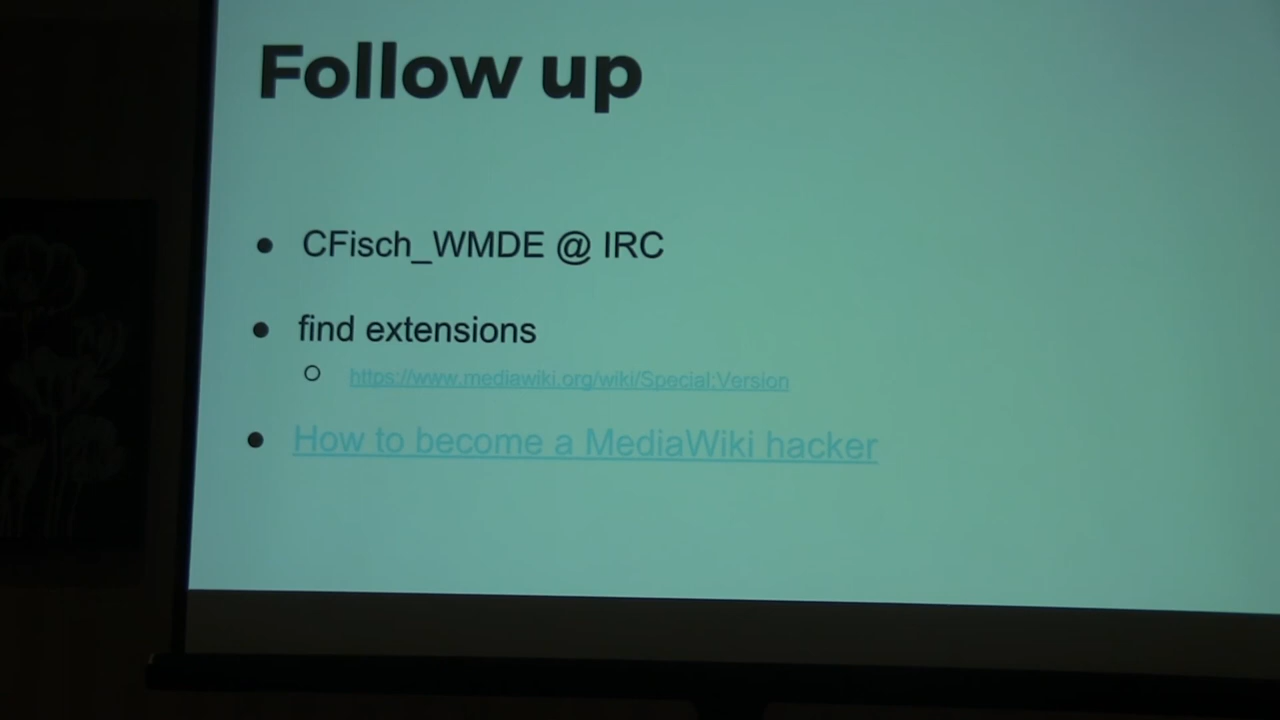 Follow up
CFisch_WMDE @ IRC
find extensions
https://www.mediawiki.org/wiki/Special:Version
How to become a MediaWiki hacker